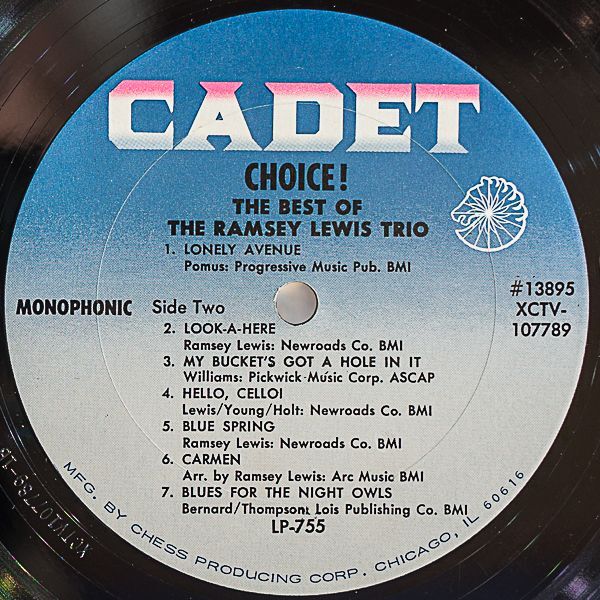 CADET
CHOICE!
THE BEST OF
THE RAMSEY LEWIS TRIO
1. LONELY AVENUE
Pomus: Progressive Music Pub. BMI
MONOPHONIC Side Two
#13895
XCTV-
107789
2. LOOK-A-HERE
Ramsey Lewis: Newroads Co. BMI
3. MY BUCKET'S GOT A HOLE IN IT
Williams: Pickwick Music Corp. ASCAP
4. HELLO, CELLO!
Lewis/Young/Holt: Newroads Co. BMI
5. BLUE SPRING
Ramsey Lewis: Newroads Co. BMI
6. CARMEN
Arr. by Ramsey Lewis: Arc Music BMI
7. BLUES FOR THE NIGHT OWLS
Bernard/Thompson: Lois Publishing Co. BMI
LP-755
MFG. BY CHESS PRODUCING CORP. CHICAGO, IL 60616